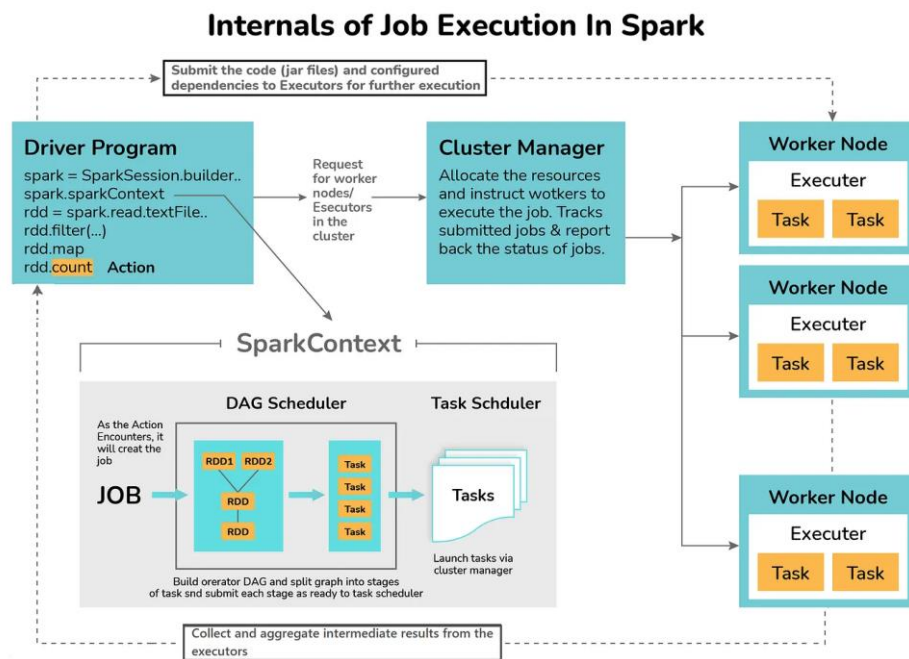 Internals of Job Execution In Spark
Submit the code (jar files) and configured
dependencies to Executors for further execution
Driver Program
spark = SparkSession.builder..
spark.sparkContext
rdd = spark.read.textFile..
rdd.filter(...)
rdd.map
rdd.count Action
Request
for worker
nodes/
Esecutors
in the
cluster
Cluster Manager
Allocate the resources
and instruct wotkers to
execute the job. Tracks
submitted jobs & report
back the status of jobs.
Worker Node
Executer
Task Task
Worker Node
Executer
Task Task
Worker Node
Executer
Task Task
SparkContext
DAG Scheduler
Task Schduler
As the Action
Encounters, it
will creat the
job
JOB
RDD1 RDD2
RDD
RDD
Task
Task
Task
Task
Tasks
Build orerator DAG and split graph into stages
of task snd submit each stage as ready to task scheduler
Launch tasks via
cluster manager
Collect and aggregate intermediate results from the
executors